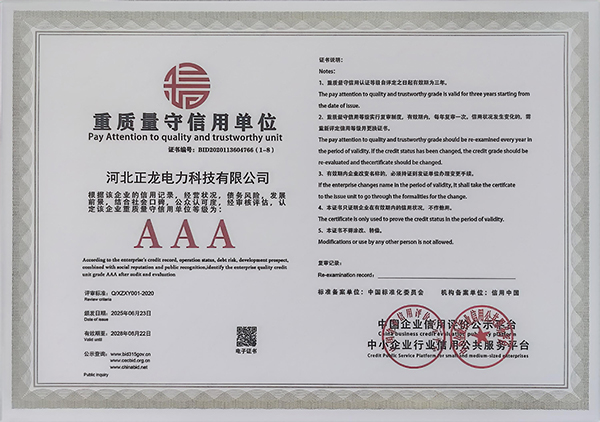 重质量守信用单位
Pay Attention to quality and trustworthy unit
证书编号：BID2020113604766（1-8）
河北正龙电力科技有限公司
根据该企业的信用记录，经营状况，债务风险，发展
前景，结合社会口碑，公众认可度，经审核评估，认
定该企业重质量守信用单位等级为：
AAA
According to the enterprise's credit record, operation status, debt risk, development prospect,
combined with social reputation and public recognition,identify the enterprise quality credit
unit grade AAA after audit and evaluation
评审标准：Q/XZXY001-2020
Review criteria
颁发日期：2025年06月23日
Date of issue
有效期至：2028年06月22日
Valid until
公示查询：www.bid315gov.cn
www.cecbid.org.cn
www.chinabid.net
Public inquiry
电子证书
证书说明：
Notes:
1、重质量守信用认证等级自评定之日起有效期为三年。
The pay attention to quality and trustworthy grade is valid for three years starting from
the date of issue.
2、重质量守信用等级实行复审制度，有效期内，每年复审一次。信用状况发生变化的，需
重新评定信用等级并更换证书。
The pay attention to quality and trustworthy grade should be re-examined every year in
the period of validity. If the credit status has been changed, the credit grade should be
re-evaluated and thecertificate should be changed.
3、有效期内企业改变名称的，必须持证到发证单位办理变更手续。
If the enterprise changes name in the period of validity, it shall take the certificate
to the issue unit to go through the formalities for the change.
4、本证书只证明企业在有效期内的信用状况，不作他用。
The certificate is only used to prove the credit status in the period of validity.
5、本证书不得涂改、转借。
Modifications or use by any other person is not allowed.
复审记录：
Re-examination record:
标准备案单位：中国标准化委员会 机构备案单位：信用中国
中国企业信用评价公示平台
China business credit evaluation publicity platform
中小企业行业信用公共服务平台
Credit Public Service Platform for small and medium-sized enterprises